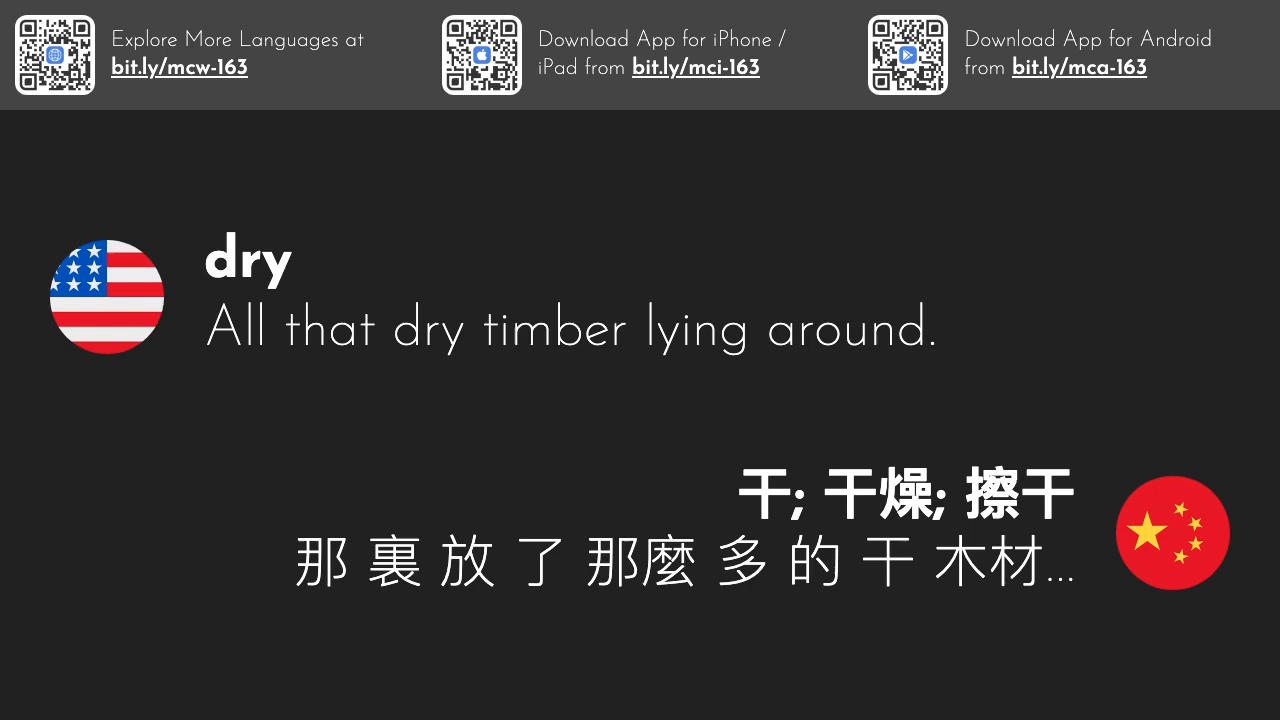 Explore More Languages at
bit.ly/mcw-163
Download App for iPhone /
iPad from bit.ly/mci-163
Download App for Android
from bit.ly/mca-163
dry
All that dry timber lying around.
干; 干燥; 擦干
那 裏 放 了 那麼 多 的 干 木材...